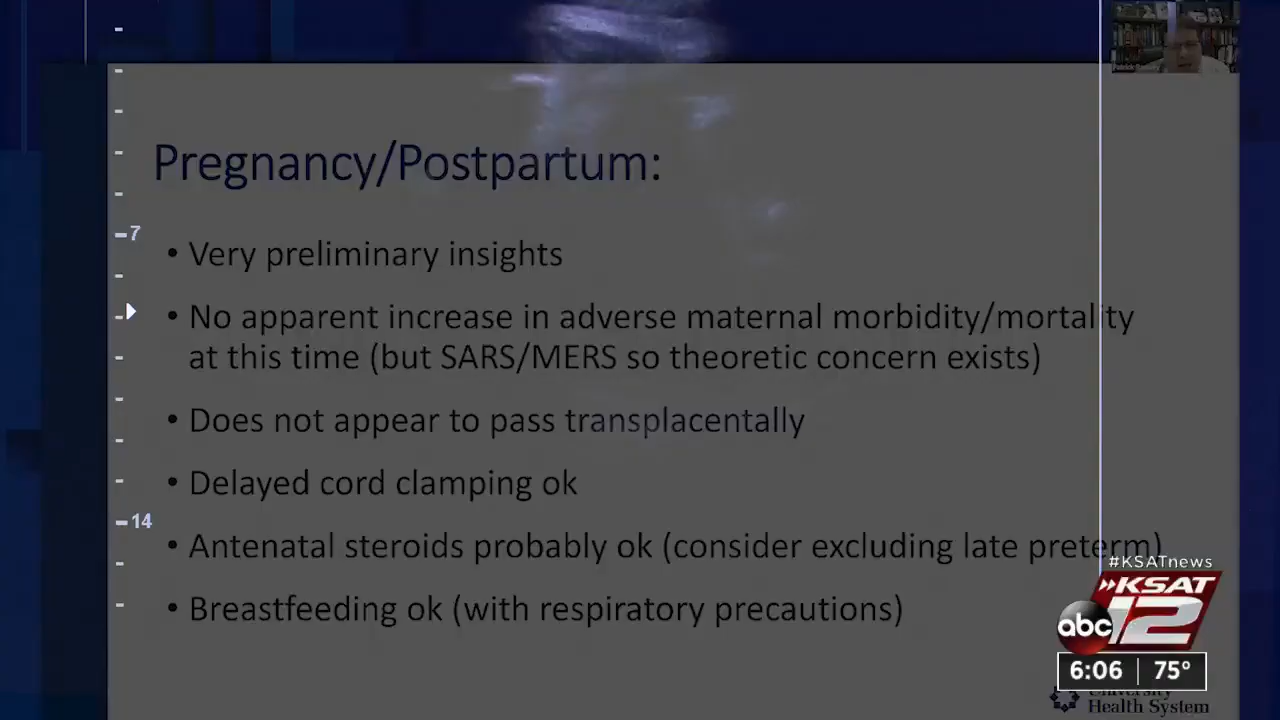 Pregnancy/Postpartum:
7
• Very preliminary insights
• No apparent increase in adverse maternal morbidity/mortality
at this time (but SARS/MERS so theoretic concern exists)
• Does not appear to pass transplacentally
• Delayed cord clamping ok
14
• Antenatal steroids probably ok (consider excluding late preterm)
• Breastfeeding ok (with respiratory precautions)
#KSATnews
KSAT
abc 12
6:06 75°
University
Health System